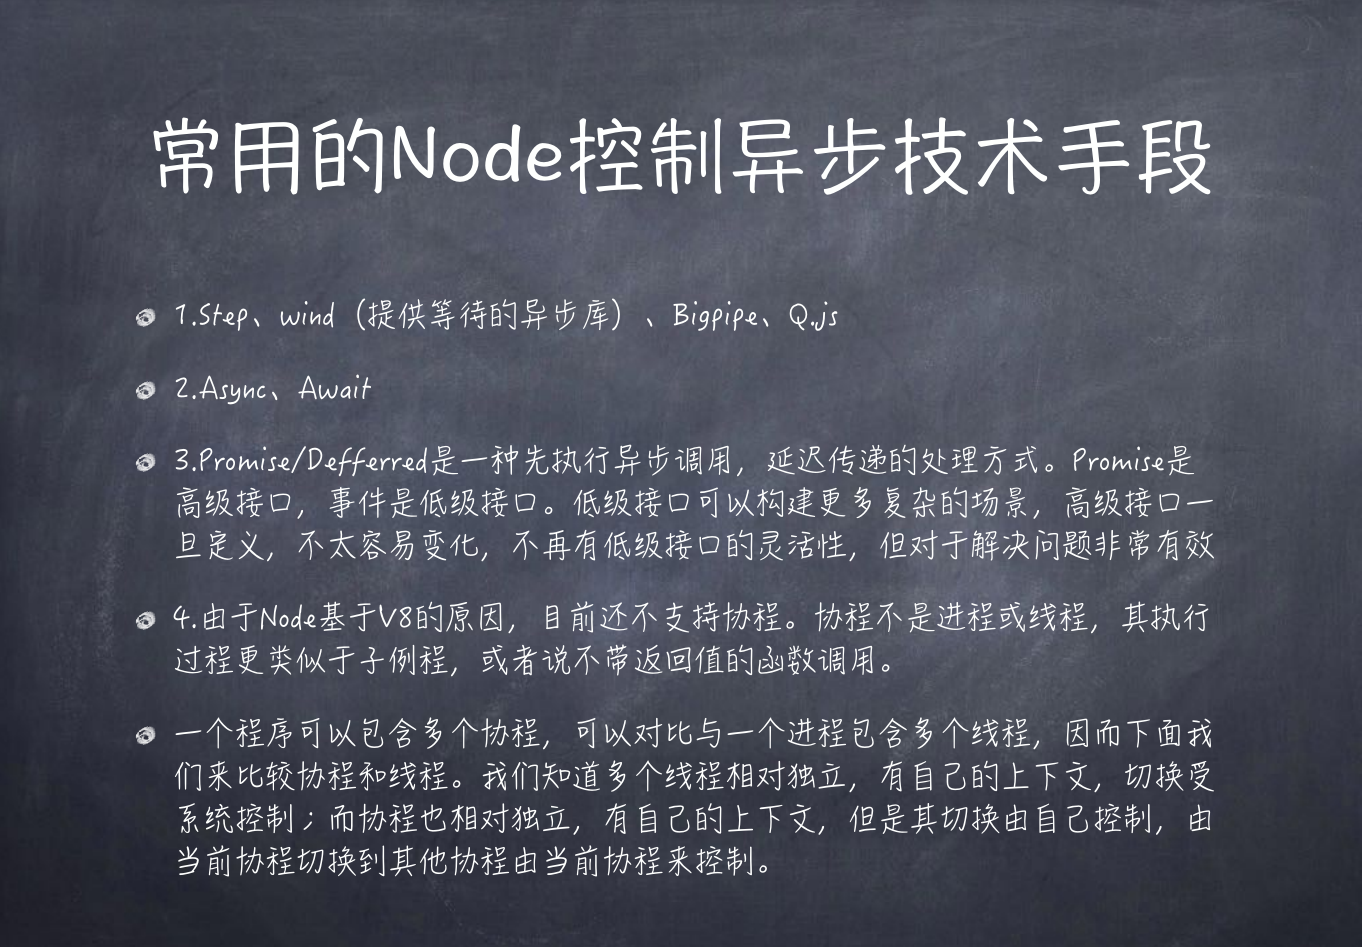 常用的Node控制异步技术手段
1.Step、wind（提供等待的异步库）、Bigpipe、Q.js
2.Async、Await
3.Promise/Defferred是一种先执行异步调用，延迟传递的处理方式。Promise是
高级接口，事件是低级接口。低级接口可以构建更多复杂的场景，高级接口一
旦定义，不太容易变化，不再有低级接口的灵活性，但对于解决问题非常有效
4.由于Node基于V8的原因，目前还不支持协程。协程不是进程或线程，其执行
过程更类似于子例程，或者说不带返回值的函数调用。
一个程序可以包含多个协程，可以对比与一个进程包含多个线程，因而下面我
们来比较协程和线程。我们知道多个线程相对独立，有自己的上下文，切换受
系统控制；而协程也相对独立，有自己的上下文，但是其切换由自己控制，由
当前协程切换到其他协程由当前协程来控制。